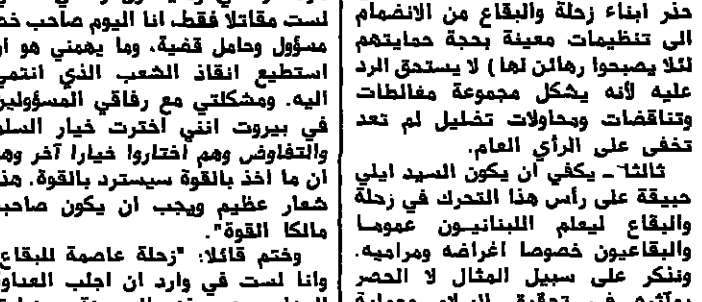 حذر ابناء زحلة والبقاع من الانضمام
الى تنظيمات معينة بحجة حمايتهم
لئلا يصبحوا رهائن لها ) لا يستحق الرد
عليه لأنه يشكل مجموعة مغالطات
وتناقضات ومحاولات تضليل لم تعد
تخفى على الرأي العام.
ثالثا ـ يكفي ان يكون السيد ايلي
حبيقة على رأس هذا التحرك في زحلة
والبقاع ليعلم اللبنانيون عموما
والبقاعيون خصوصا اغراضه ومراميه.
ونذكر على سبيل المثال لا الحصر
لست مقاتلا فقط، انا اليوم صاحب
مسؤول وحامل قضية، وما يهمني هو
استطيع انقاذ الشعب الذي انتمي
اليه. ومشكلتي مع رفاقي المسؤولين
في بيروت انني اخترت خيار السلم
والتفاوض وهم اختاروا خيارا آخر
ان ما اخذ بالقوة سيسترد بالقوة.
شعار عظيم ويجب ان يكون صاحبه
مالكا القوة".
وختم قائلا: "زحلة عاصمة للبقاع
وانا لست في وارد ان اجلب